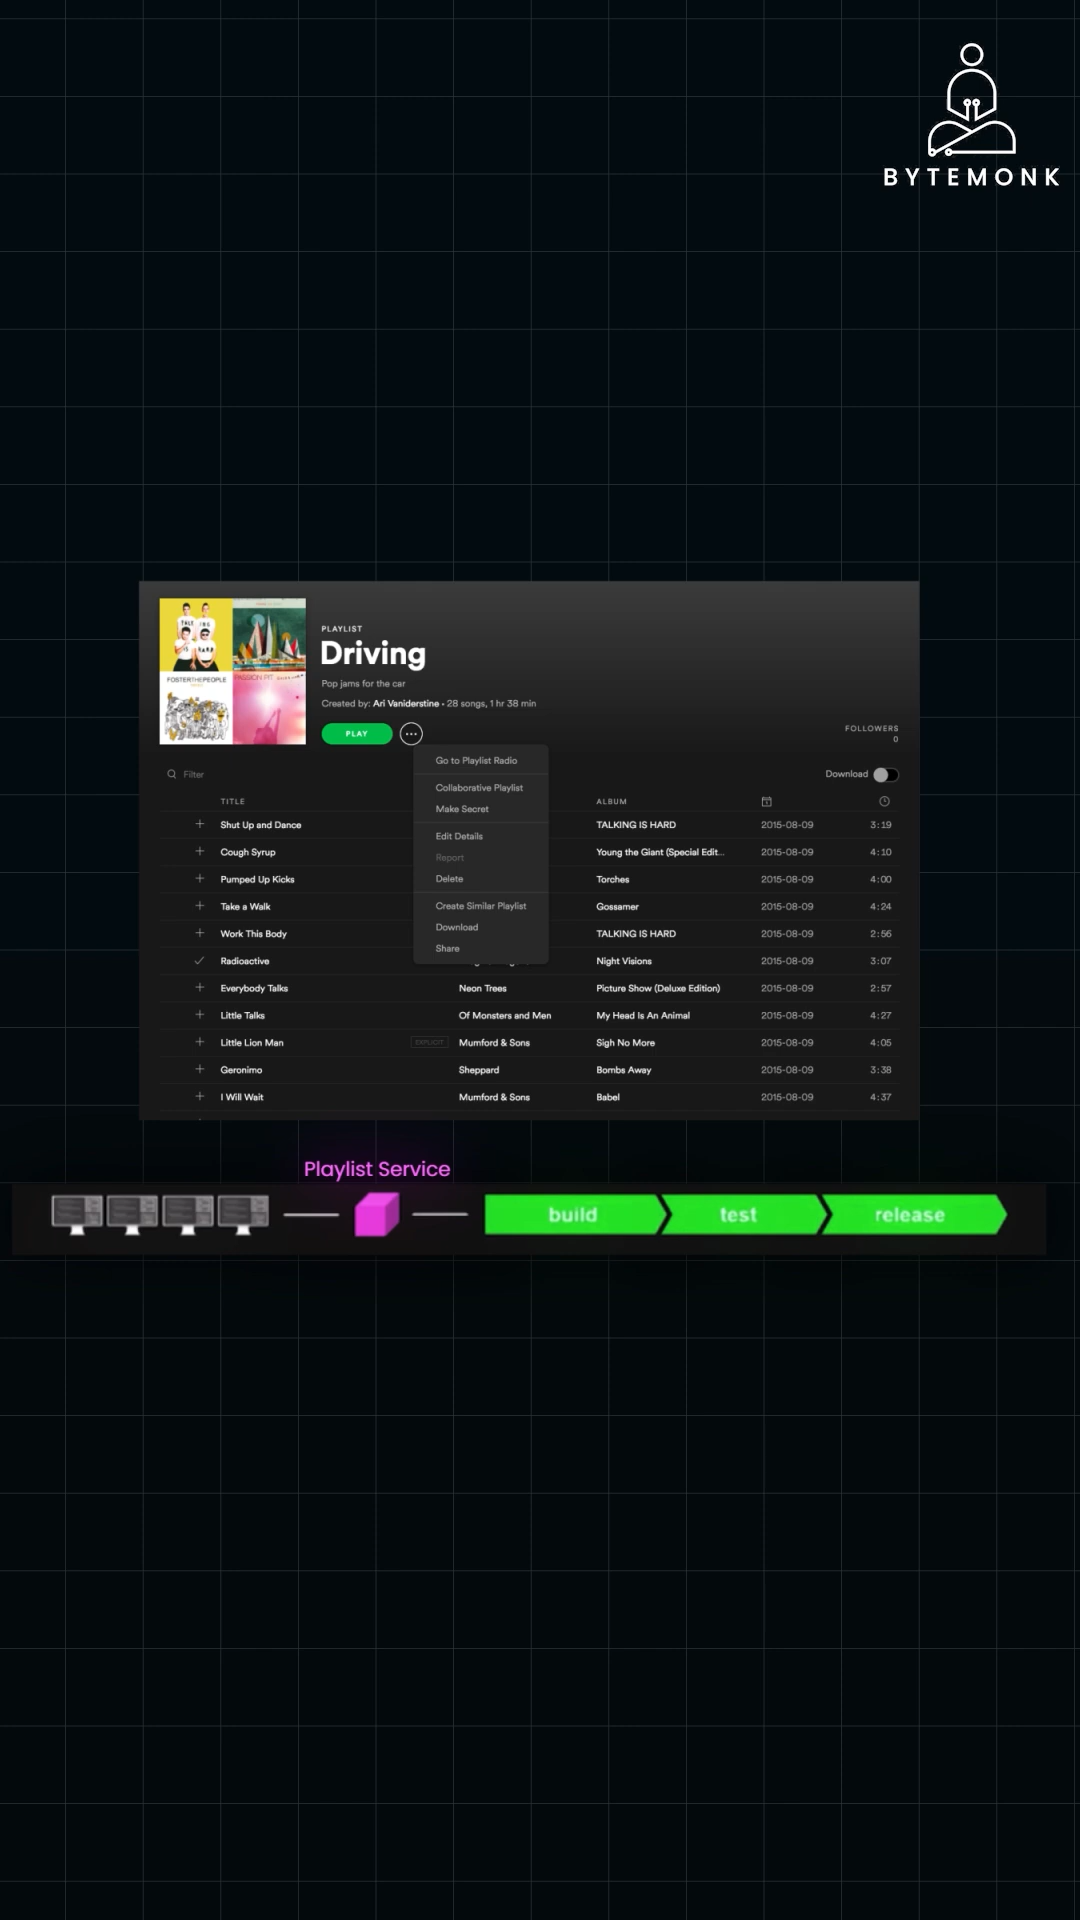 BYTEMONK
PLAYLIST
Driving
Pop jams for the car
Created by: Ari Vaniderstine • 28 songs, 1 hr 38 min
PLAY
FOLLOWERS
0
Go to Playlist Radio
Collaborative Playlist
Make Secret
Edit Details
Report
Delete
Create Similar Playlist
Download
Share
Filter
Download
TITLE ALBUM
Shut Up and Dance TALKING IS HARD 2015-08-09 3:19
Cough Syrup Young the Giant (Special Edit... 2015-08-09 4:10
Pumped Up Kicks Torches 2015-08-09 4:00
Take a Walk Gossamer 2015-08-09 4:24
Work This Body TALKING IS HARD 2015-08-09 2:56
Radioactive Night Visions 2015-08-09 3:07
Everybody Talks Neon Trees Picture Show (Deluxe Edition) 2015-08-09 2:57
Little Talks Of Monsters and Men My Head Is An Animal 2015-08-09 4:27
Little Lion Man EXPLICIT Mumford & Sons Sigh No More 2015-08-09 4:05
Geronimo Sheppard Bombs Away 2015-08-09 3:38
I Will Wait Mumford & Sons Babel 2015-08-09 4:37
FOSTERTHEPEOPLE
PASSION PIT
Playlist Service
build test release